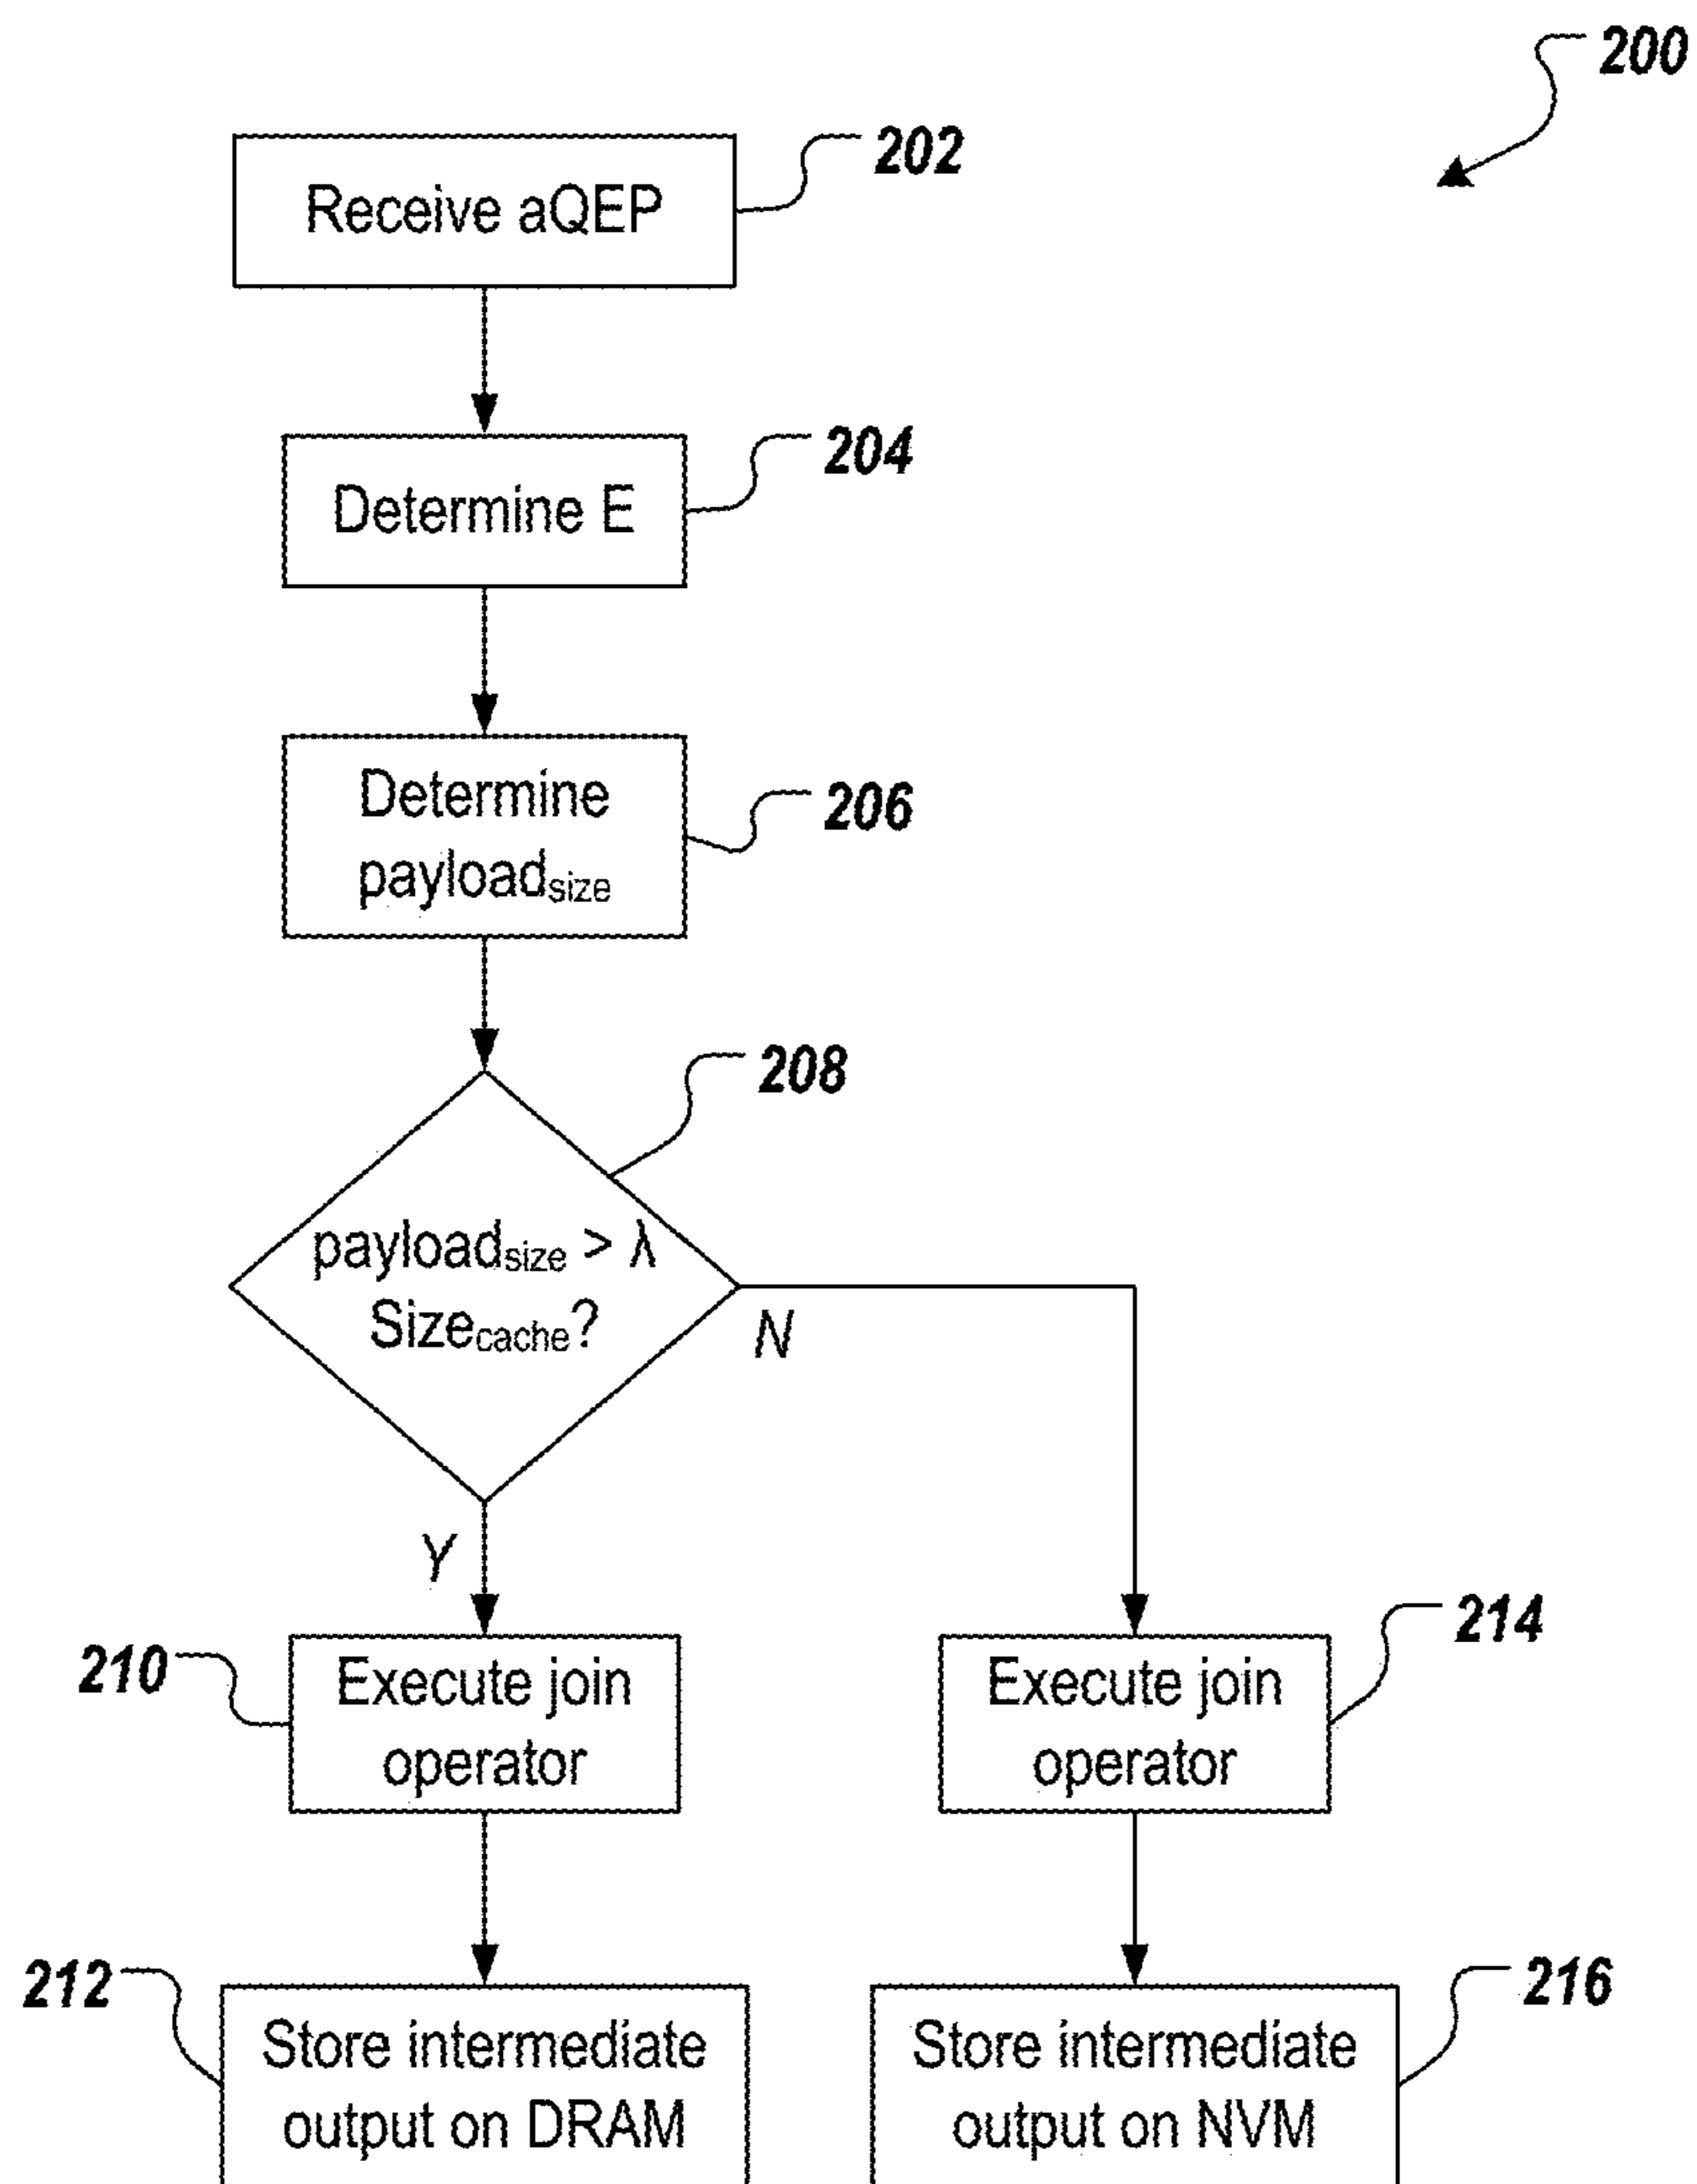 200
202
Receive aQEP
204
Determine E
206
Determine
payloadsize
208
payloadsize > λ
Sizecache?
N
Y
210
Execute join
operator
214
Execute join
operator
212
Store intermediate
output on DRAM
216
Store intermediate
output on NVM